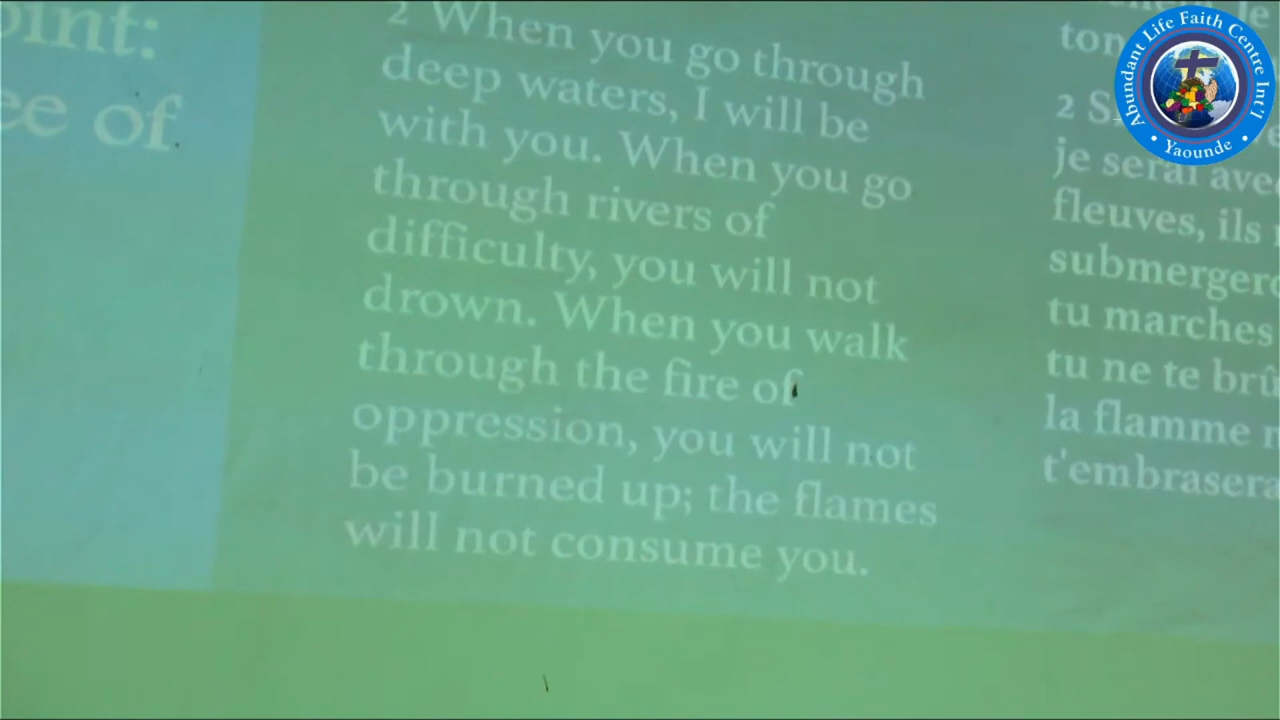 oint:
ee of
2 When you go through
deep waters, I will be
with you. When you go
through rivers of
difficulty, you will not
drown. When you walk
through the fire of
oppression, you will not
be burned up; the flames
will not consume you.
Je
ton
2 S
je serai ave
fleuves, ils
submerger
tu marches
tu ne te brû
la flamme
t'embrasera
Abundant Life Faith Centre Int'l
• Yaounde •